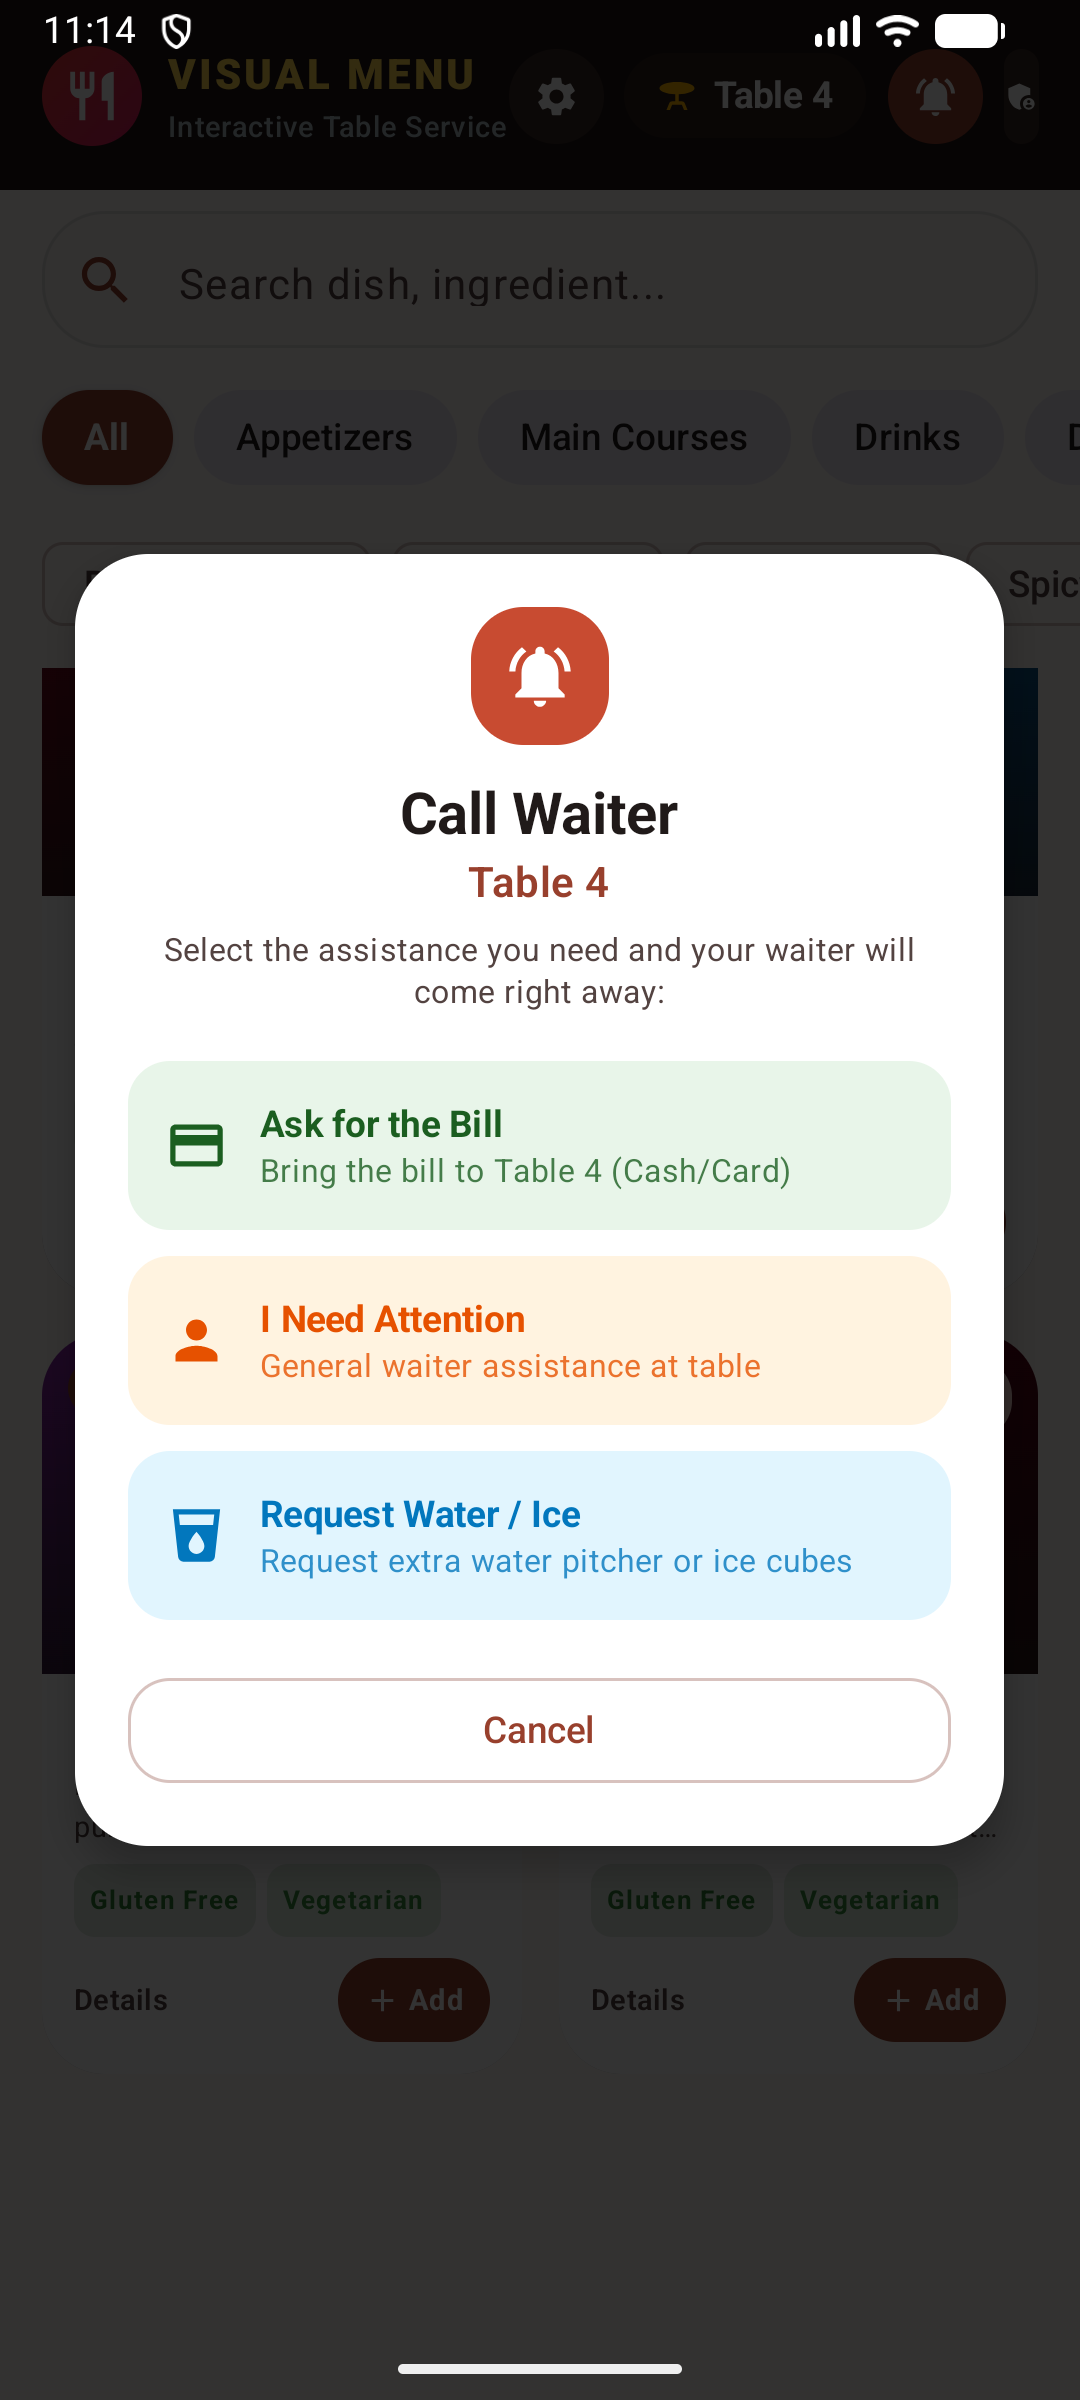 11:14
VISUAL MENU
Interactive Table Service
Table 4
Search dish, ingredient...
All
Appetizers
Main Courses
Drinks
Call Waiter
Table 4
Select the assistance you need and your waiter will
come right away:
Ask for the Bill
Bring the bill to Table 4 (Cash/Card)
I Need Attention
General waiter assistance at table
Request Water / Ice
Request extra water pitcher or ice cubes
Cancel
Gluten Free
Vegetarian
Gluten Free
Vegetarian
Details
+ Add
Details
+ Add